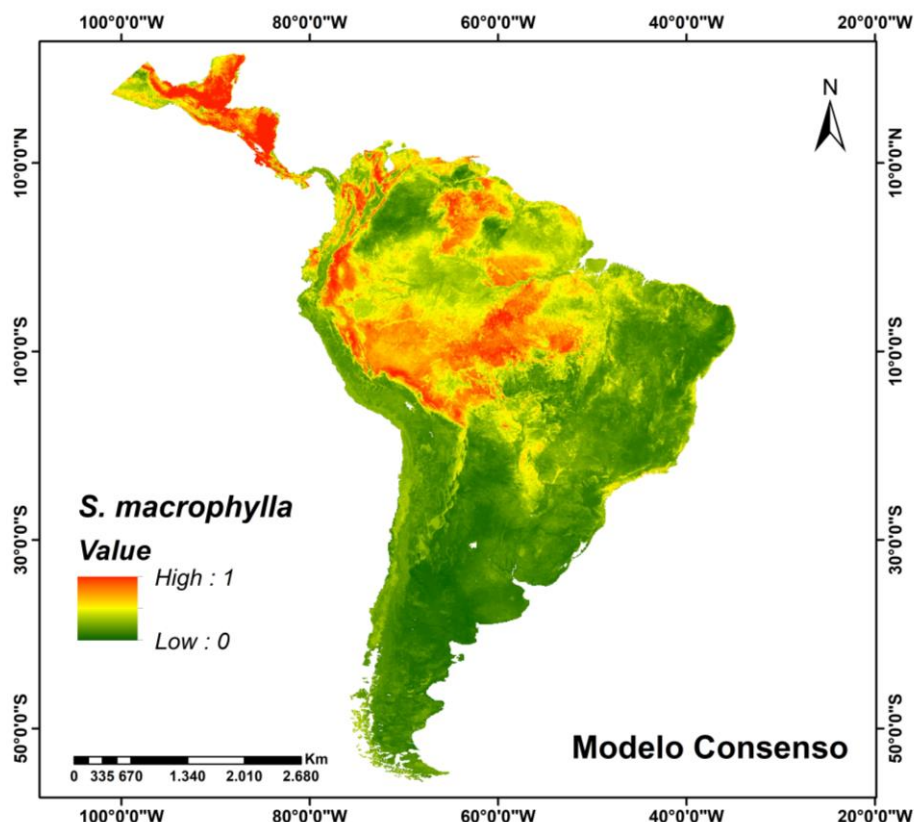 100°0'0"W 80°0'0"W 60°0'0"W 40°0'0"W 20°0'0"W
N
10°0'0"N
10°0'0"S
30°0'0"S
50°0'0"S
10°0'0"N
10°0'0"S
30°0'0"S
50°0'0"S
S. macrophylla
Value
High : 1
Low : 0
Modelo Consenso
Km
0 335 670 1.340 2.010 2.680
100°0'0"W 80°0'0"W 60°0'0"W 40°0'0"W 20°0'0"W